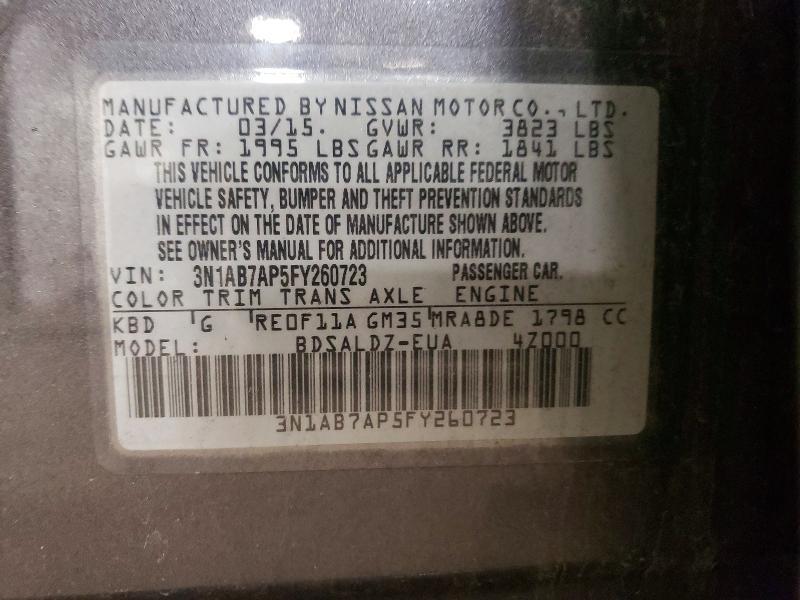 MANUFACTURED BY NISSAN MOTOR CO., LTD.
DATE: 03/15. GVWR: 3823 LBS
GAWR FR: 1995 LBS GAWR RR: 1841 LBS
THIS VEHICLE CONFORMS TO ALL APPLICABLE FEDERAL MOTOR
VEHICLE SAFETY, BUMPER AND THEFT PREVENTION STANDARDS
IN EFFECT ON THE DATE OF MANUFACTURE SHOWN ABOVE.
SEE OWNER'S MANUAL FOR ADDITIONAL INFORMATION.
VIN: 3N1AB7AP5FY260723 PASSENGER CAR.
COLOR TRIM TRANS AXLE ENGINE
KBD G RE0F11A GM35 MRA8DE 1798 CC
MODEL: BDSALDZ-EUA 4Z000
3N1AB7AP5FY260723